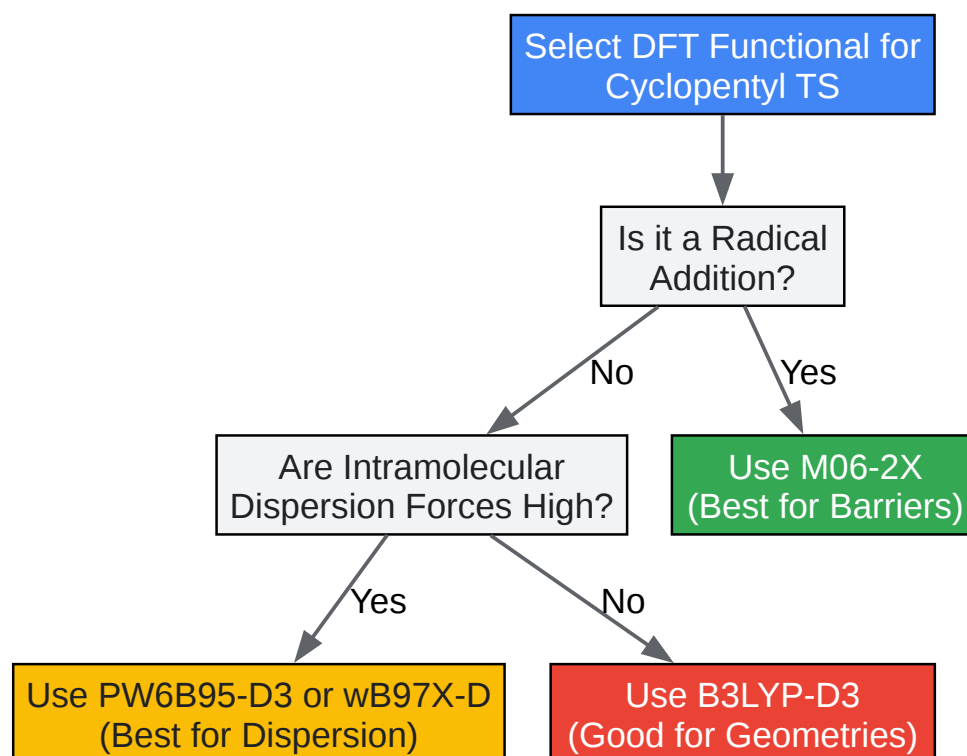 Select DFT Functional for
Cyclopentyl TS
Is it a Radical
Addition?
No
Yes
Are Intramolecular
Dispersion Forces High?
Use M06-2X
(Best for Barriers)
Yes
No
Use PW6B95-D3 or wB97X-D
(Best for Dispersion)
Use B3LYP-D3
(Good for Geometries)